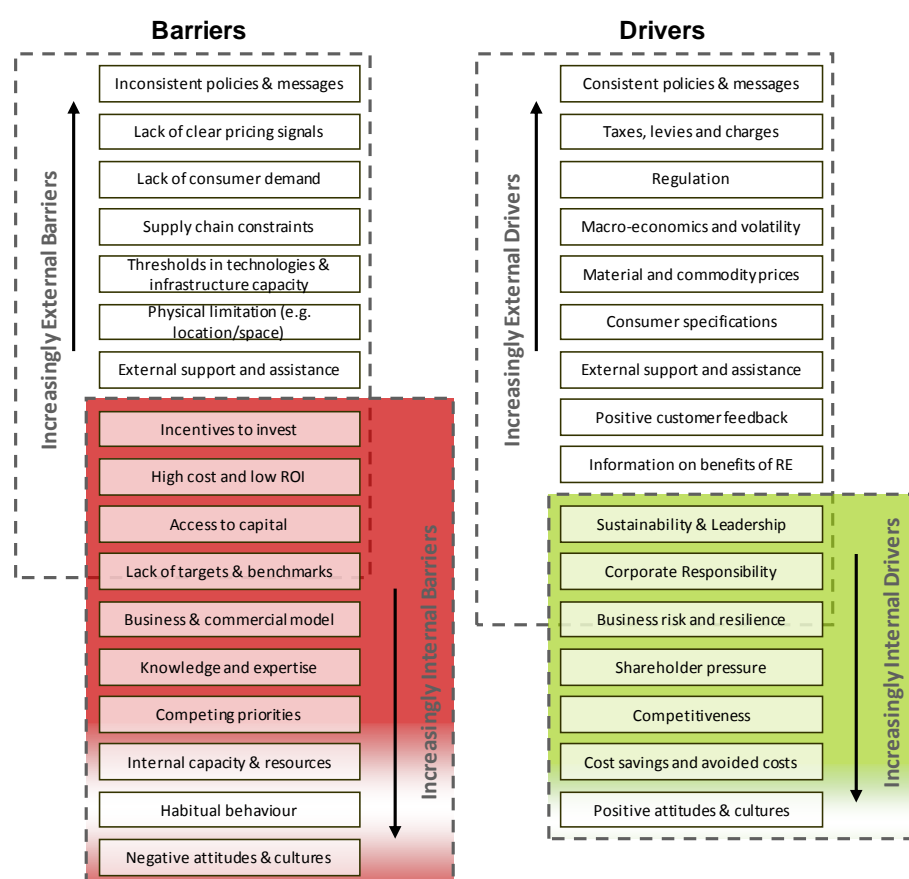 Barriers
Inconsistent policies & messages
Lack of clear pricing signals
Lack of consumer demand
Supply chain constraints
Thresholds in technologies &
infrastructure capacity
Physical limitation (e.g.
location/space)
External support and assistance
Incentives to invest
High cost and low ROI
Access to capital
Lack of targets & benchmarks
Business & commercial model
Knowledge and expertise
Competing priorities
Internal capacity & resources
Habitual behaviour
Negative attitudes & cultures
Increasingly External Barriers
Increasingly Internal Barriers
Drivers
Consistent policies & messages
Taxes, levies and charges
Regulation
Macro-economics and volatility
Material and commodity prices
Consumer specifications
External support and assistance
Positive customer feedback
Information on benefits of RE
Sustainability & Leadership
Corporate Responsibility
Business risk and resilience
Shareholder pressure
Competitiveness
Cost savings and avoided costs
Positive attitudes & cultures
Increasingly External Drivers
Increasingly Internal Drivers